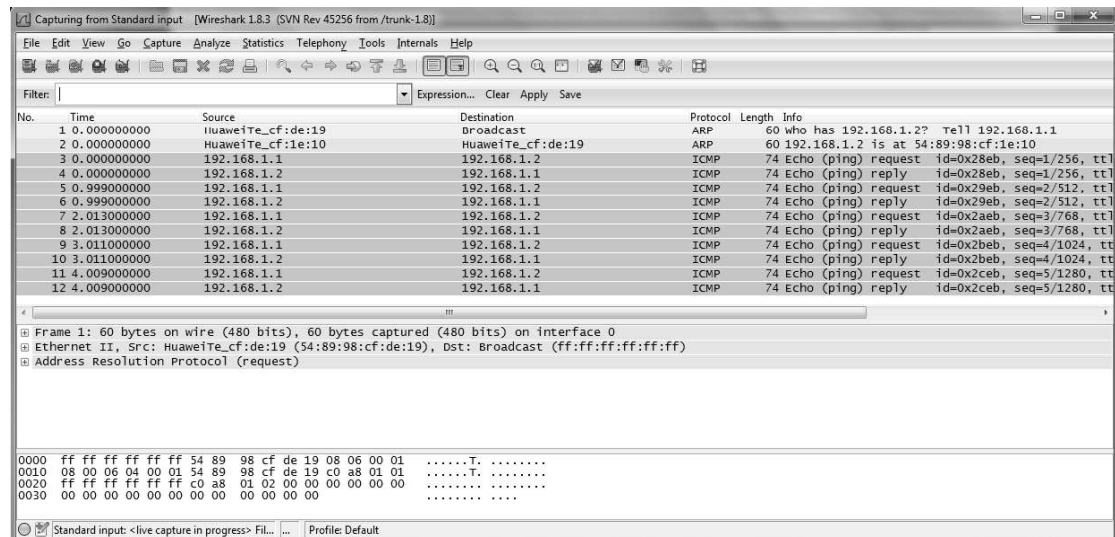 Capturing from Standard input [Wireshark 1.8.3 (SVN Rev 45256 from /trunk-1.8)]
File Edit View Go Capture Analyze Statistics Telephony Tools Internals Help
Filter: Expression... Clear Apply Save
No. Time Source Destination Protocol Length Info
1 0.000000000 HuaweiTe_cf:de:19 Broadcast ARP 60 Who has 192.168.1.2? Tell 192.168.1.1
2 0.000000000 HuaweiTe_cf:1e:10 HuaweiTe_cf:de:19 ARP 60 192.168.1.2 is at 54:89:98:cf:1e:10
3 0.000000000 192.168.1.1 192.168.1.2 ICMP 74 Echo (ping) request id=0x28eb, seq=1/256, ttl
4 0.000000000 192.168.1.2 192.168.1.1 ICMP 74 Echo (ping) reply id=0x28eb, seq=1/256, ttl
5 0.999000000 192.168.1.1 192.168.1.2 ICMP 74 Echo (ping) request id=0x29eb, seq=2/512, ttl
6 0.999000000 192.168.1.2 192.168.1.1 ICMP 74 Echo (ping) reply id=0x29eb, seq=2/512, ttl
7 2.013000000 192.168.1.1 192.168.1.2 ICMP 74 Echo (ping) request id=0x2aeb, seq=3/768, ttl
8 2.013000000 192.168.1.2 192.168.1.1 ICMP 74 Echo (ping) reply id=0x2aeb, seq=3/768, ttl
9 3.011000000 192.168.1.1 192.168.1.2 ICMP 74 Echo (ping) request id=0x2beb, seq=4/1024, tt
10 3.011000000 192.168.1.2 192.168.1.1 ICMP 74 Echo (ping) reply id=0x2beb, seq=4/1024, tt
11 4.009000000 192.168.1.1 192.168.1.2 ICMP 74 Echo (ping) request id=0x2ceb, seq=5/1280, tt
12 4.009000000 192.168.1.2 192.168.1.1 ICMP 74 Echo (ping) reply id=0x2ceb, seq=5/1280, tt
Frame 1: 60 bytes on wire (480 bits), 60 bytes captured (480 bits) on interface 0
Ethernet II, Src: HuaweiTe_cf:de:19 (54:89:98:cf:de:19), Dst: Broadcast (ff:ff:ff:ff:ff:ff)
Address Resolution Protocol (request)
0000 ff ff ff ff ff ff 54 89 98 cf de 19 08 06 00 01 ......T. ........
0010 08 00 06 04 00 01 54 89 98 cf de 19 c0 a8 01 01 ......T. ........
0020 ff ff ff ff ff ff c0 a8 01 02 00 00 00 00 00 00 ........ ........
0030 00 00 00 00 00 00 00 00 00 00 00 00 ........ ....
Standard input: <live capture in progress> Fil... ... Profile: Default